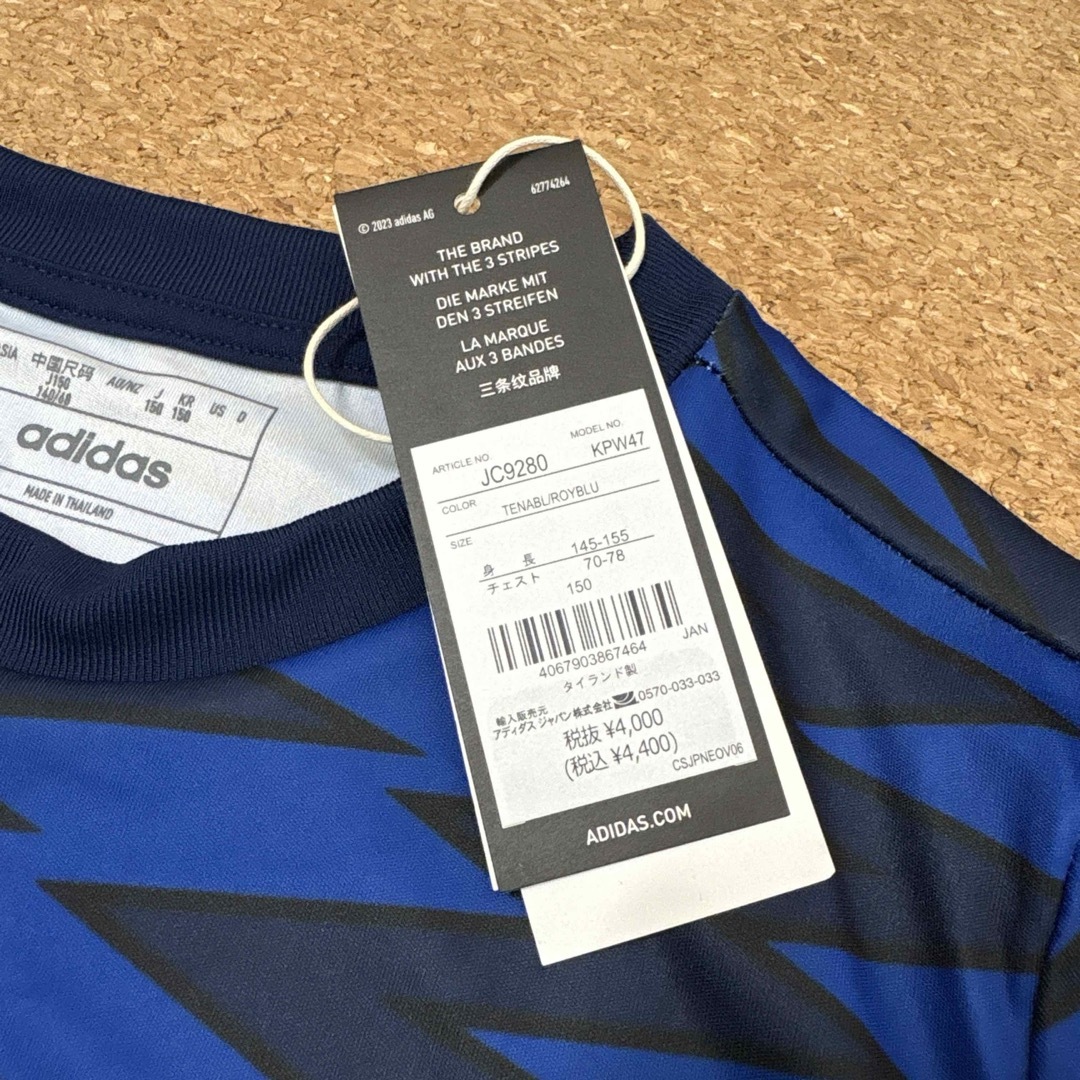 © 2023 adidas AG
62774264
THE BRAND
WITH THE 3 STRIPES
DIE MARKE MIT
DEN 3 STREIFEN
LA MARQUE
AUX 3 BANDES
三条纹品牌
ARTICLE NO.
MODEL NO.
JC9280
KPW47
COLOR
TENABL/ROYBLU
SIZE
身長 145-155
チェスト 70-78
150
4067903867464
JAN
タイランド製
輸入販売元
アディダス ジャパン株式会社 0570-033-033
税抜 ¥4,000
(税込 ¥4,400)
CSJPNEOV06
ADIDAS.COM
中国尺码 AU/NZ J KR US D
J150 150 150
140/68
adidas
MADE IN THAILAND